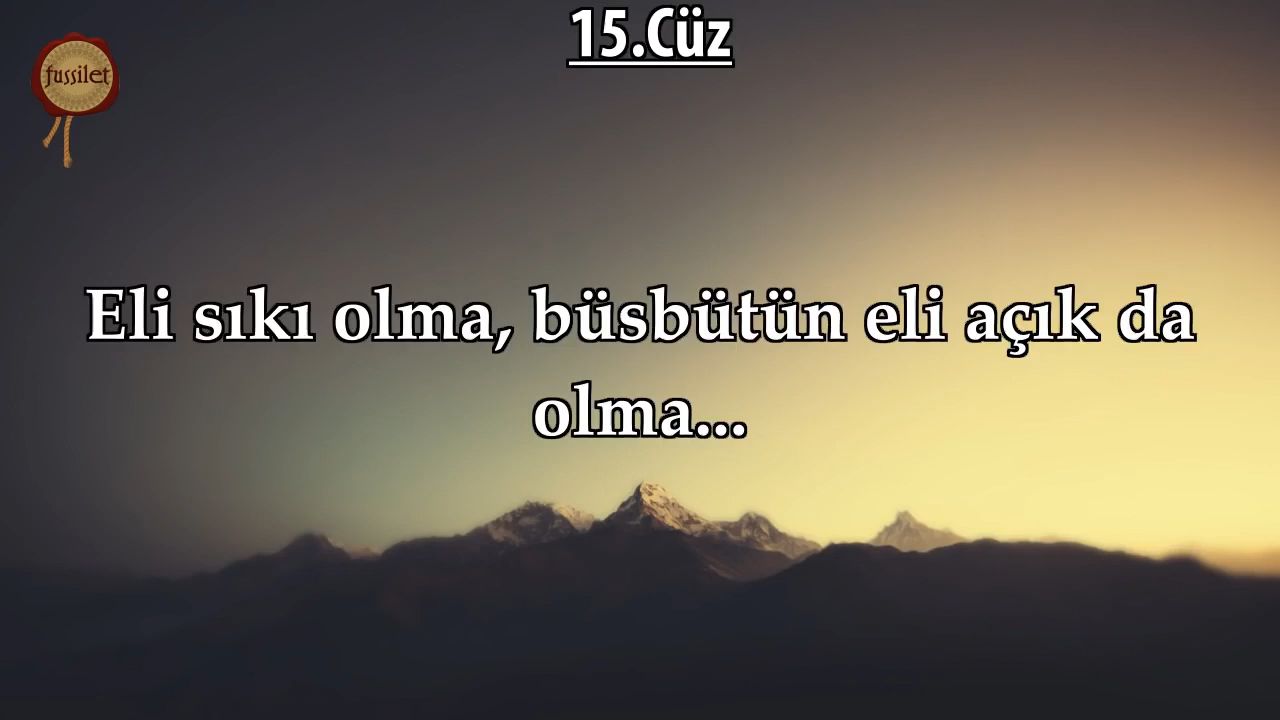 15.Cüz
fussilet
Eli sıkı olma, büsbütün eli açık da
olma...